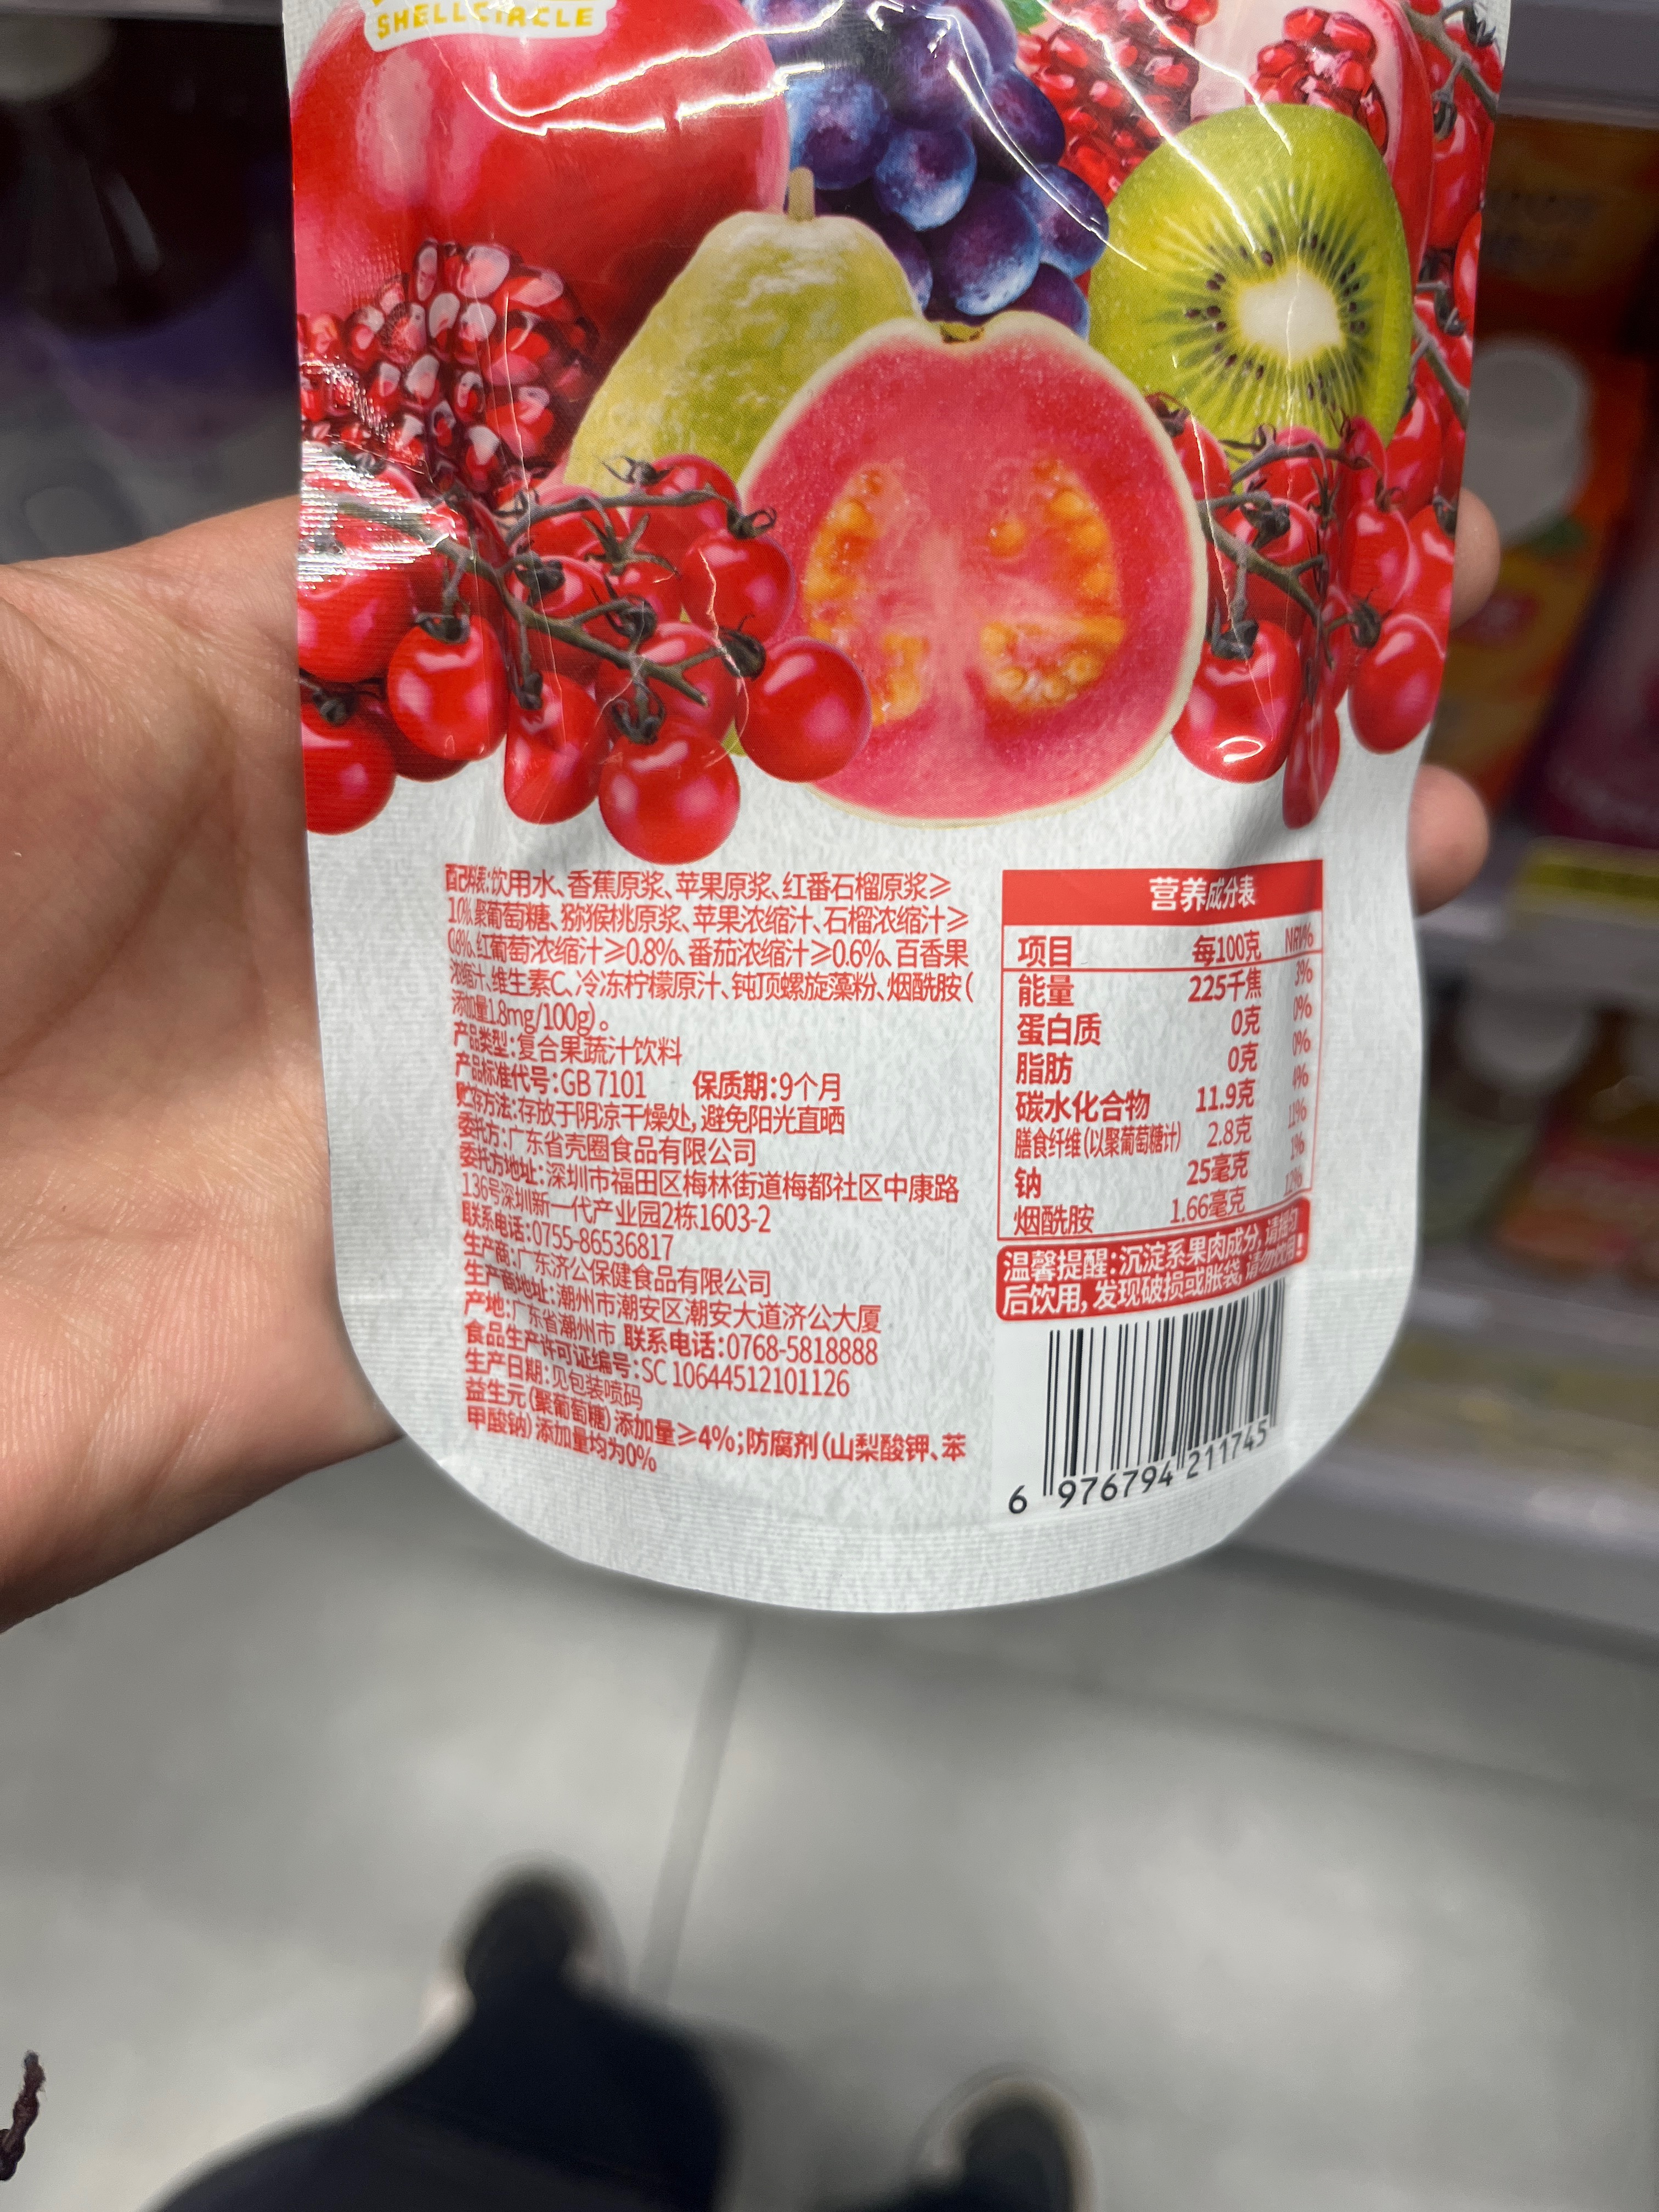 SHELLCIRCLE
配料表:饮用水、香蕉原浆、苹果原浆、红番石榴原浆≥
10%、聚葡萄糖、猕猴桃原浆、苹果浓缩汁、石榴浓缩汁≥
0.8%、红葡萄浓缩汁≥0.8%、番茄浓缩汁≥0.6%、百香果
浓缩汁、维生素C、冷冻柠檬原汁、钝顶螺旋藻粉、烟酰胺(
添加量1.8mg/100g)。
产品类型:复合果蔬汁饮料
产品标准代号:GB 7101 保质期:9个月
贮存方法:存放于阴凉干燥处,避免阳光直晒
委托方:广东省壳圈食品有限公司
委托方地址:深圳市福田区梅林街道梅都社区中康路
136号深圳新一代产业园2栋1603-2
联系电话:0755-86536817
生产商:广东济公保健食品有限公司
生产商地址:潮州市潮安区潮安大道济公大厦
产地:广东省潮州市 联系电话:0768-5818888
食品生产许可证编号:SC 10644512101126
生产日期:见包装喷码
益生元(聚葡萄糖)添加量≥4%;防腐剂(山梨酸钾、苯
甲酸钠)添加量均为0%
营养成分表
项目 每100克 NRV%
能量 225千焦 3%
蛋白质 0克 0%
脂肪 0克 0%
碳水化合物 11.9克 4%
膳食纤维(以聚葡萄糖计) 2.8克 11%
钠 25毫克 1%
烟酰胺 1.66毫克 12%
温馨提醒:沉淀系果肉成分,请摇匀
后饮用,发现破损或胀袋,请勿饮用!
6 976794 211745